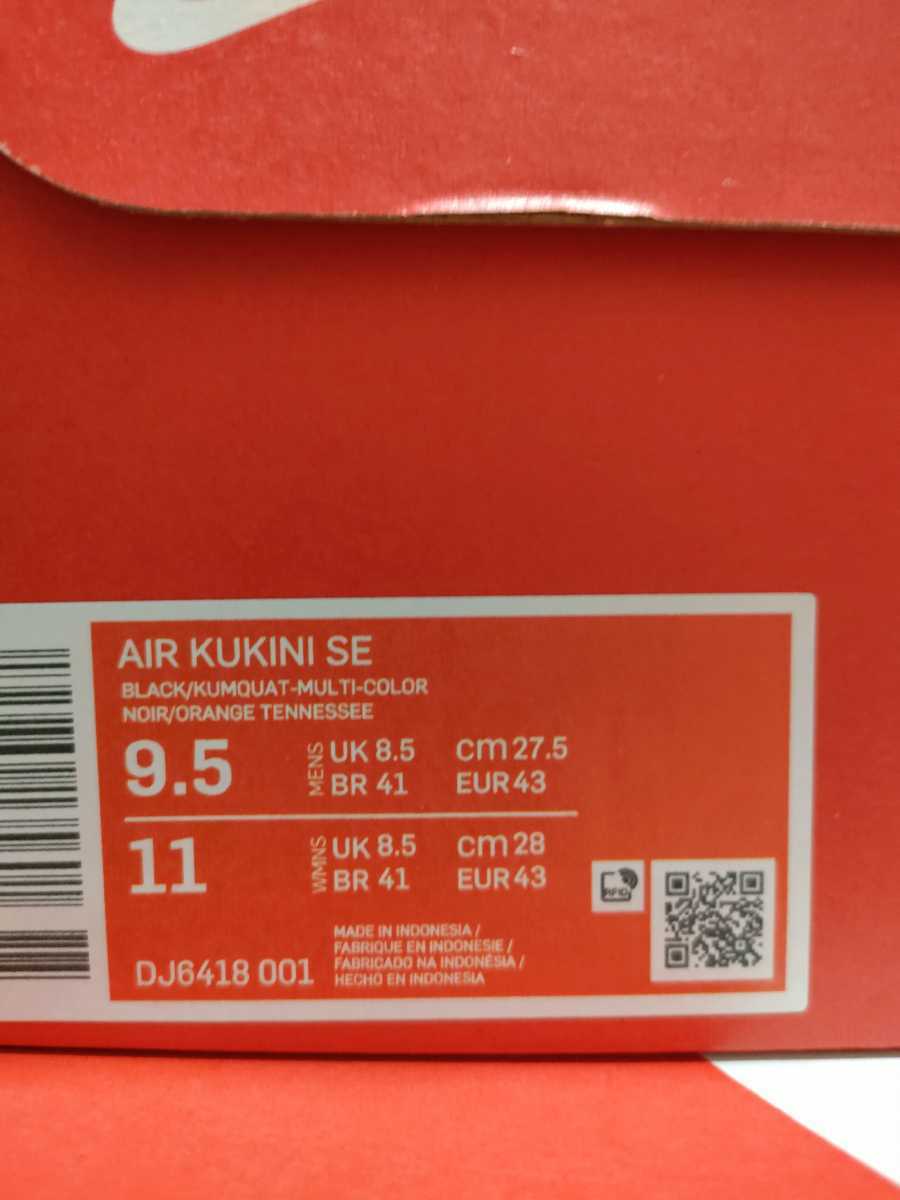 AIR KUKINI SE
BLACK/KUMQUAT-MULTI-COLOR
NOIR/ORANGE TENNESSEE
9.5 MENS UK 8.5 cm 27.5
BR 41 EUR 43
11 WMNS UK 8.5 cm 28
BR 41 EUR 43
RFID
MADE IN INDONESIA /
FABRIQUE EN INDONESIE /
FABRICADO NA INDONÉSIA /
HECHO EN INDONESIA
DJ6418 001